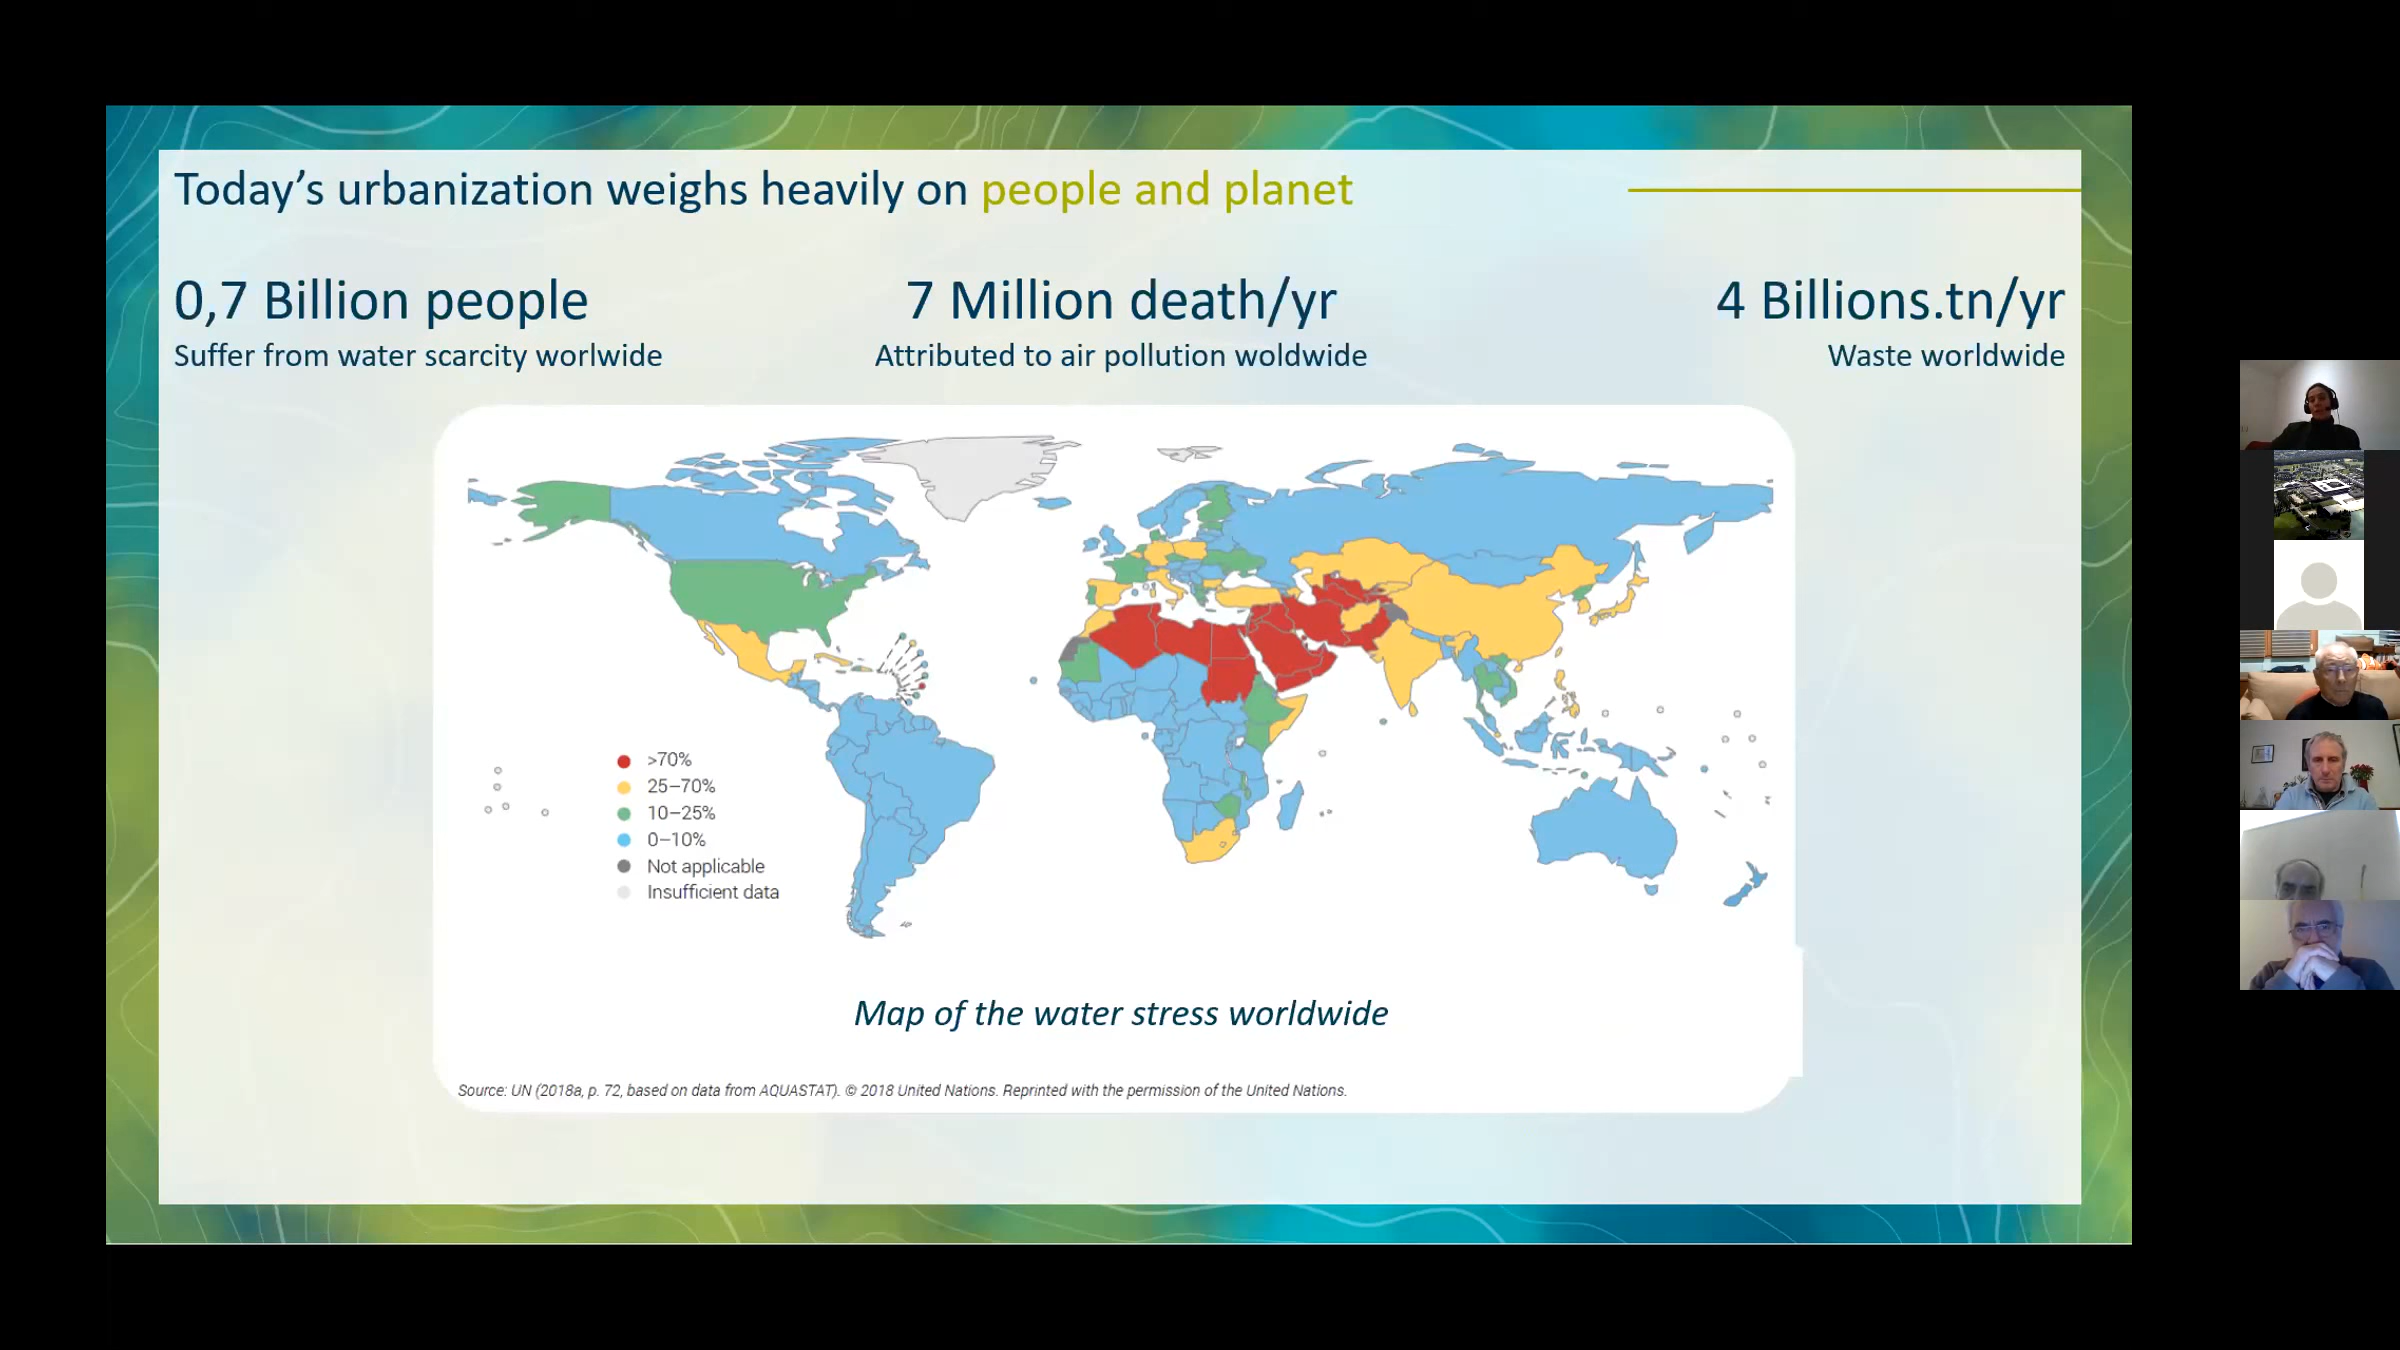 Today's urbanization weighs heavily on people and planet
0,7 Billion people
Suffer from water scarcity worlwide
7 Million death/yr
Attributed to air pollution woldwide
4 Billions.tn/yr
Waste worldwide
>70%
25–70%
10–25%
0–10%
Not applicable
Insufficient data
Map of the water stress worldwide
Source: UN (2018a, p. 72, based on data from AQUASTAT). © 2018 United Nations. Reprinted with the permission of the United Nations.